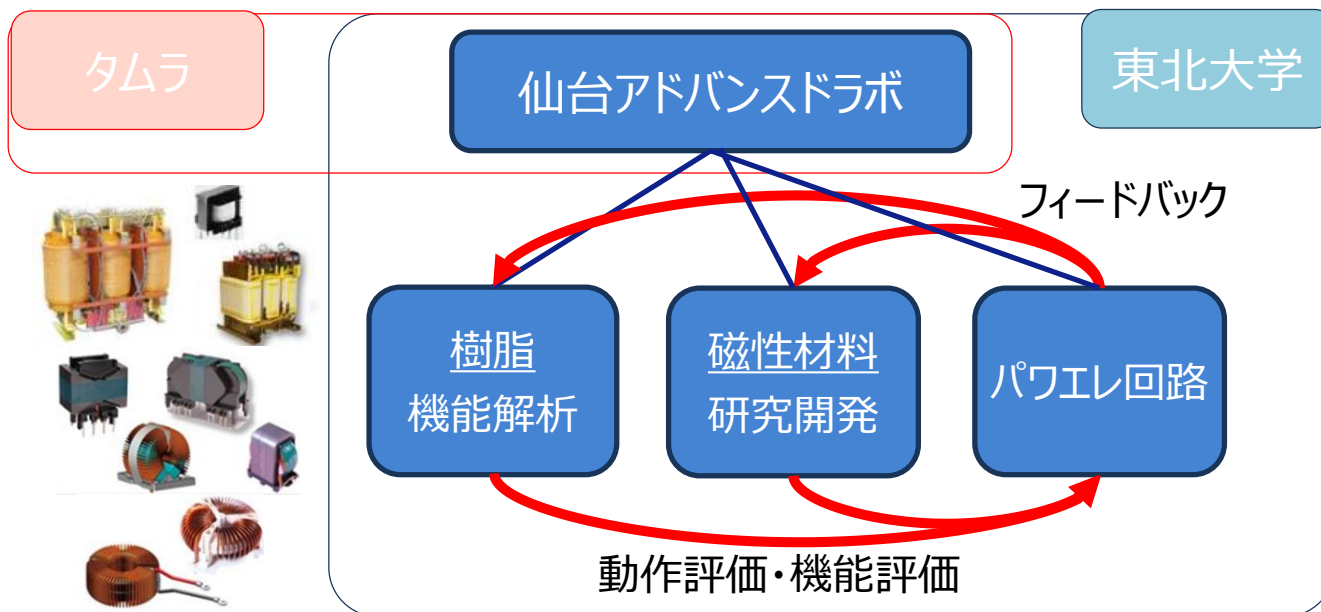 タムラ
仙台アドバンスドラボ
東北大学
フィードバック
樹脂
機能解析
磁性材料
研究開発
パワエレ回路
動作評価・機能評価